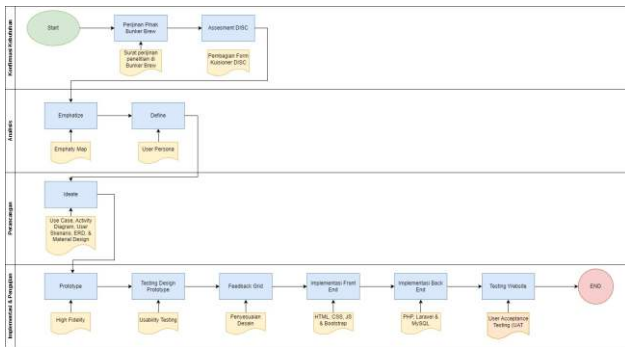 Konfirmasi Kebutuhan
Start
Perijinan Pihak
Bunker Brew
Assesment DISC
Surat perijinan
penelitian di
Bunker Brew
Pembagian Form
Kuisioner DISC
Analisis
Emphatize
Define
Emphaty Map
User Persona
Perancangan
Ideate
Use Case, Activity
Diagram, User
Skenario, ERD, &
Material Design
Implementasi & Pengujian
Prototype
Testing Design
Prototype
Feedback Grid
Implementasi Front
End
Implementasi Back
End
Testing Website
END
High Fidelity
Usability Testing
Penyesuaian
Desain
HTML, CSS, JS
& Bootstrap
PHP, Laravel &
MySQL
User Acceptance
Testing (UAT